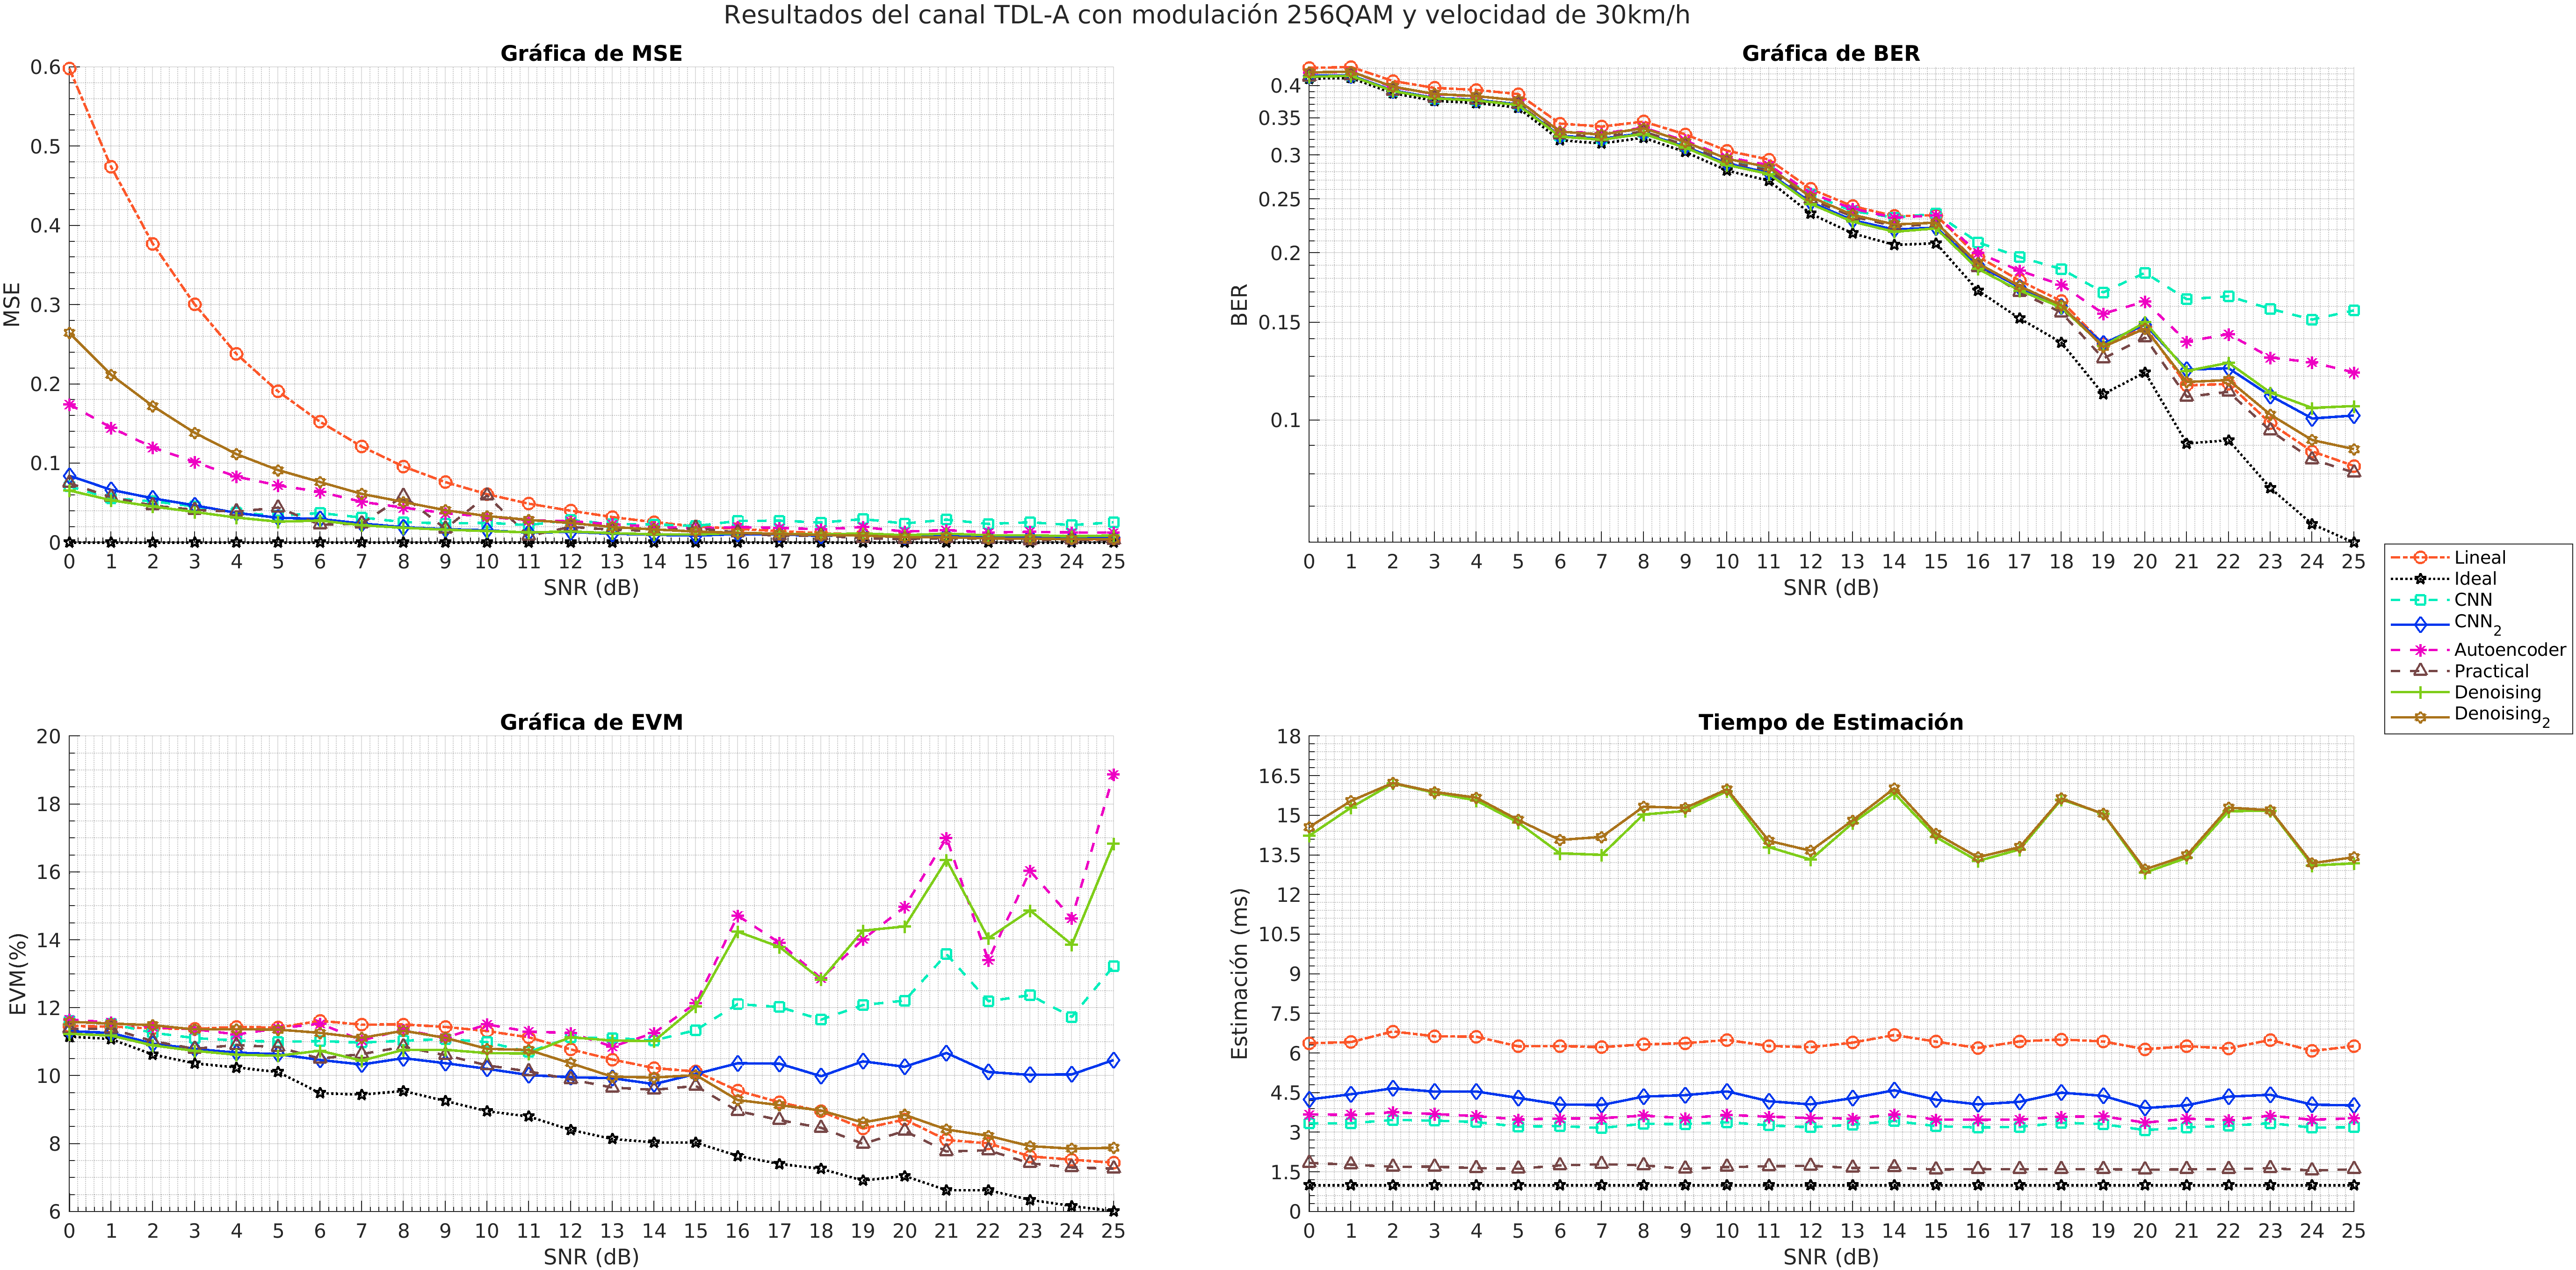 Resultados del canal TDL-A con modulación 256QAM y velocidad de 30km/h
Gráfica de MSE
0.6
0.5
0.4
0.3
0.2
0.1
0
MSE
0 1 2 3 4 5 6 7 8 9 10 11 12 13 14 15 16 17 18 19 20 21 22 23 24 25
SNR (dB)
Gráfica de BER
0.4
0.35
0.3
0.25
0.2
0.15
0.1
BER
0 1 2 3 4 5 6 7 8 9 10 11 12 13 14 15 16 17 18 19 20 21 22 23 24 25
SNR (dB)
Lineal
Ideal
CNN
CNN2
Autoencoder
Practical
Denoising
Denoising2
Gráfica de EVM
20
18
16
14
12
10
8
6
EVM(%)
0 1 2 3 4 5 6 7 8 9 10 11 12 13 14 15 16 17 18 19 20 21 22 23 24 25
SNR (dB)
Tiempo de Estimación
18
16.5
15
13.5
12
10.5
9
7.5
6
4.5
3
1.5
0
Estimación (ms)
0 1 2 3 4 5 6 7 8 9 10 11 12 13 14 15 16 17 18 19 20 21 22 23 24 25
SNR (dB)